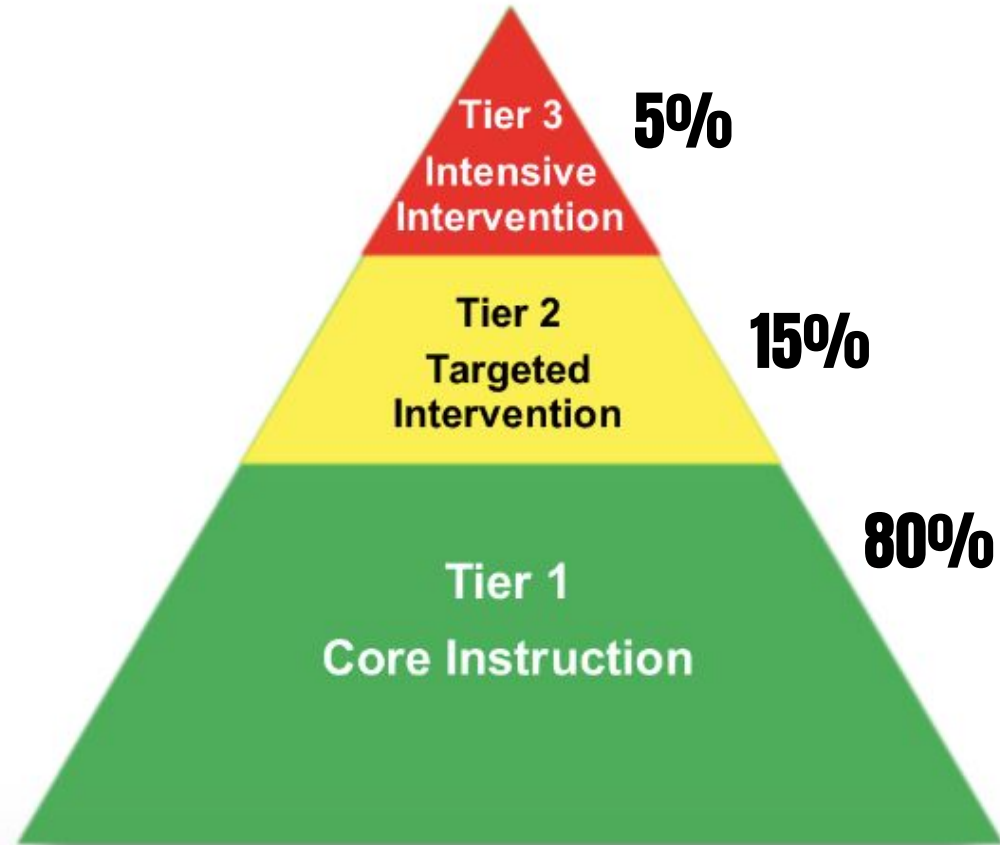 Tier 3
5%
Intensive
Intervention
Tier 2
15%
Targeted
Intervention
80%
Tier 1
Core Instruction